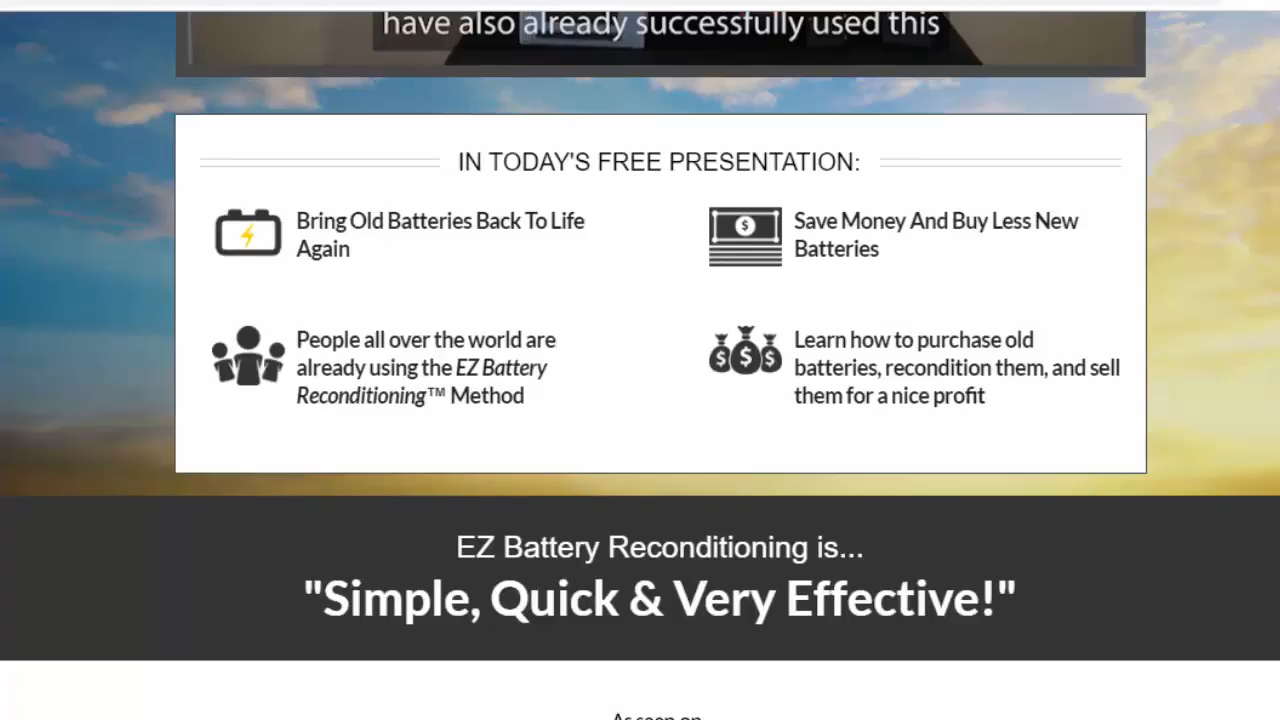 have also already successfully used this
IN TODAY'S FREE PRESENTATION:
Bring Old Batteries Back To Life
Again
Save Money And Buy Less New
Batteries
People all over the world are
already using the EZ Battery
Reconditioning™ Method
Learn how to purchase old
batteries, recondition them, and sell
them for a nice profit
EZ Battery Reconditioning is...
"Simple, Quick & Very Effective!"
As seen on